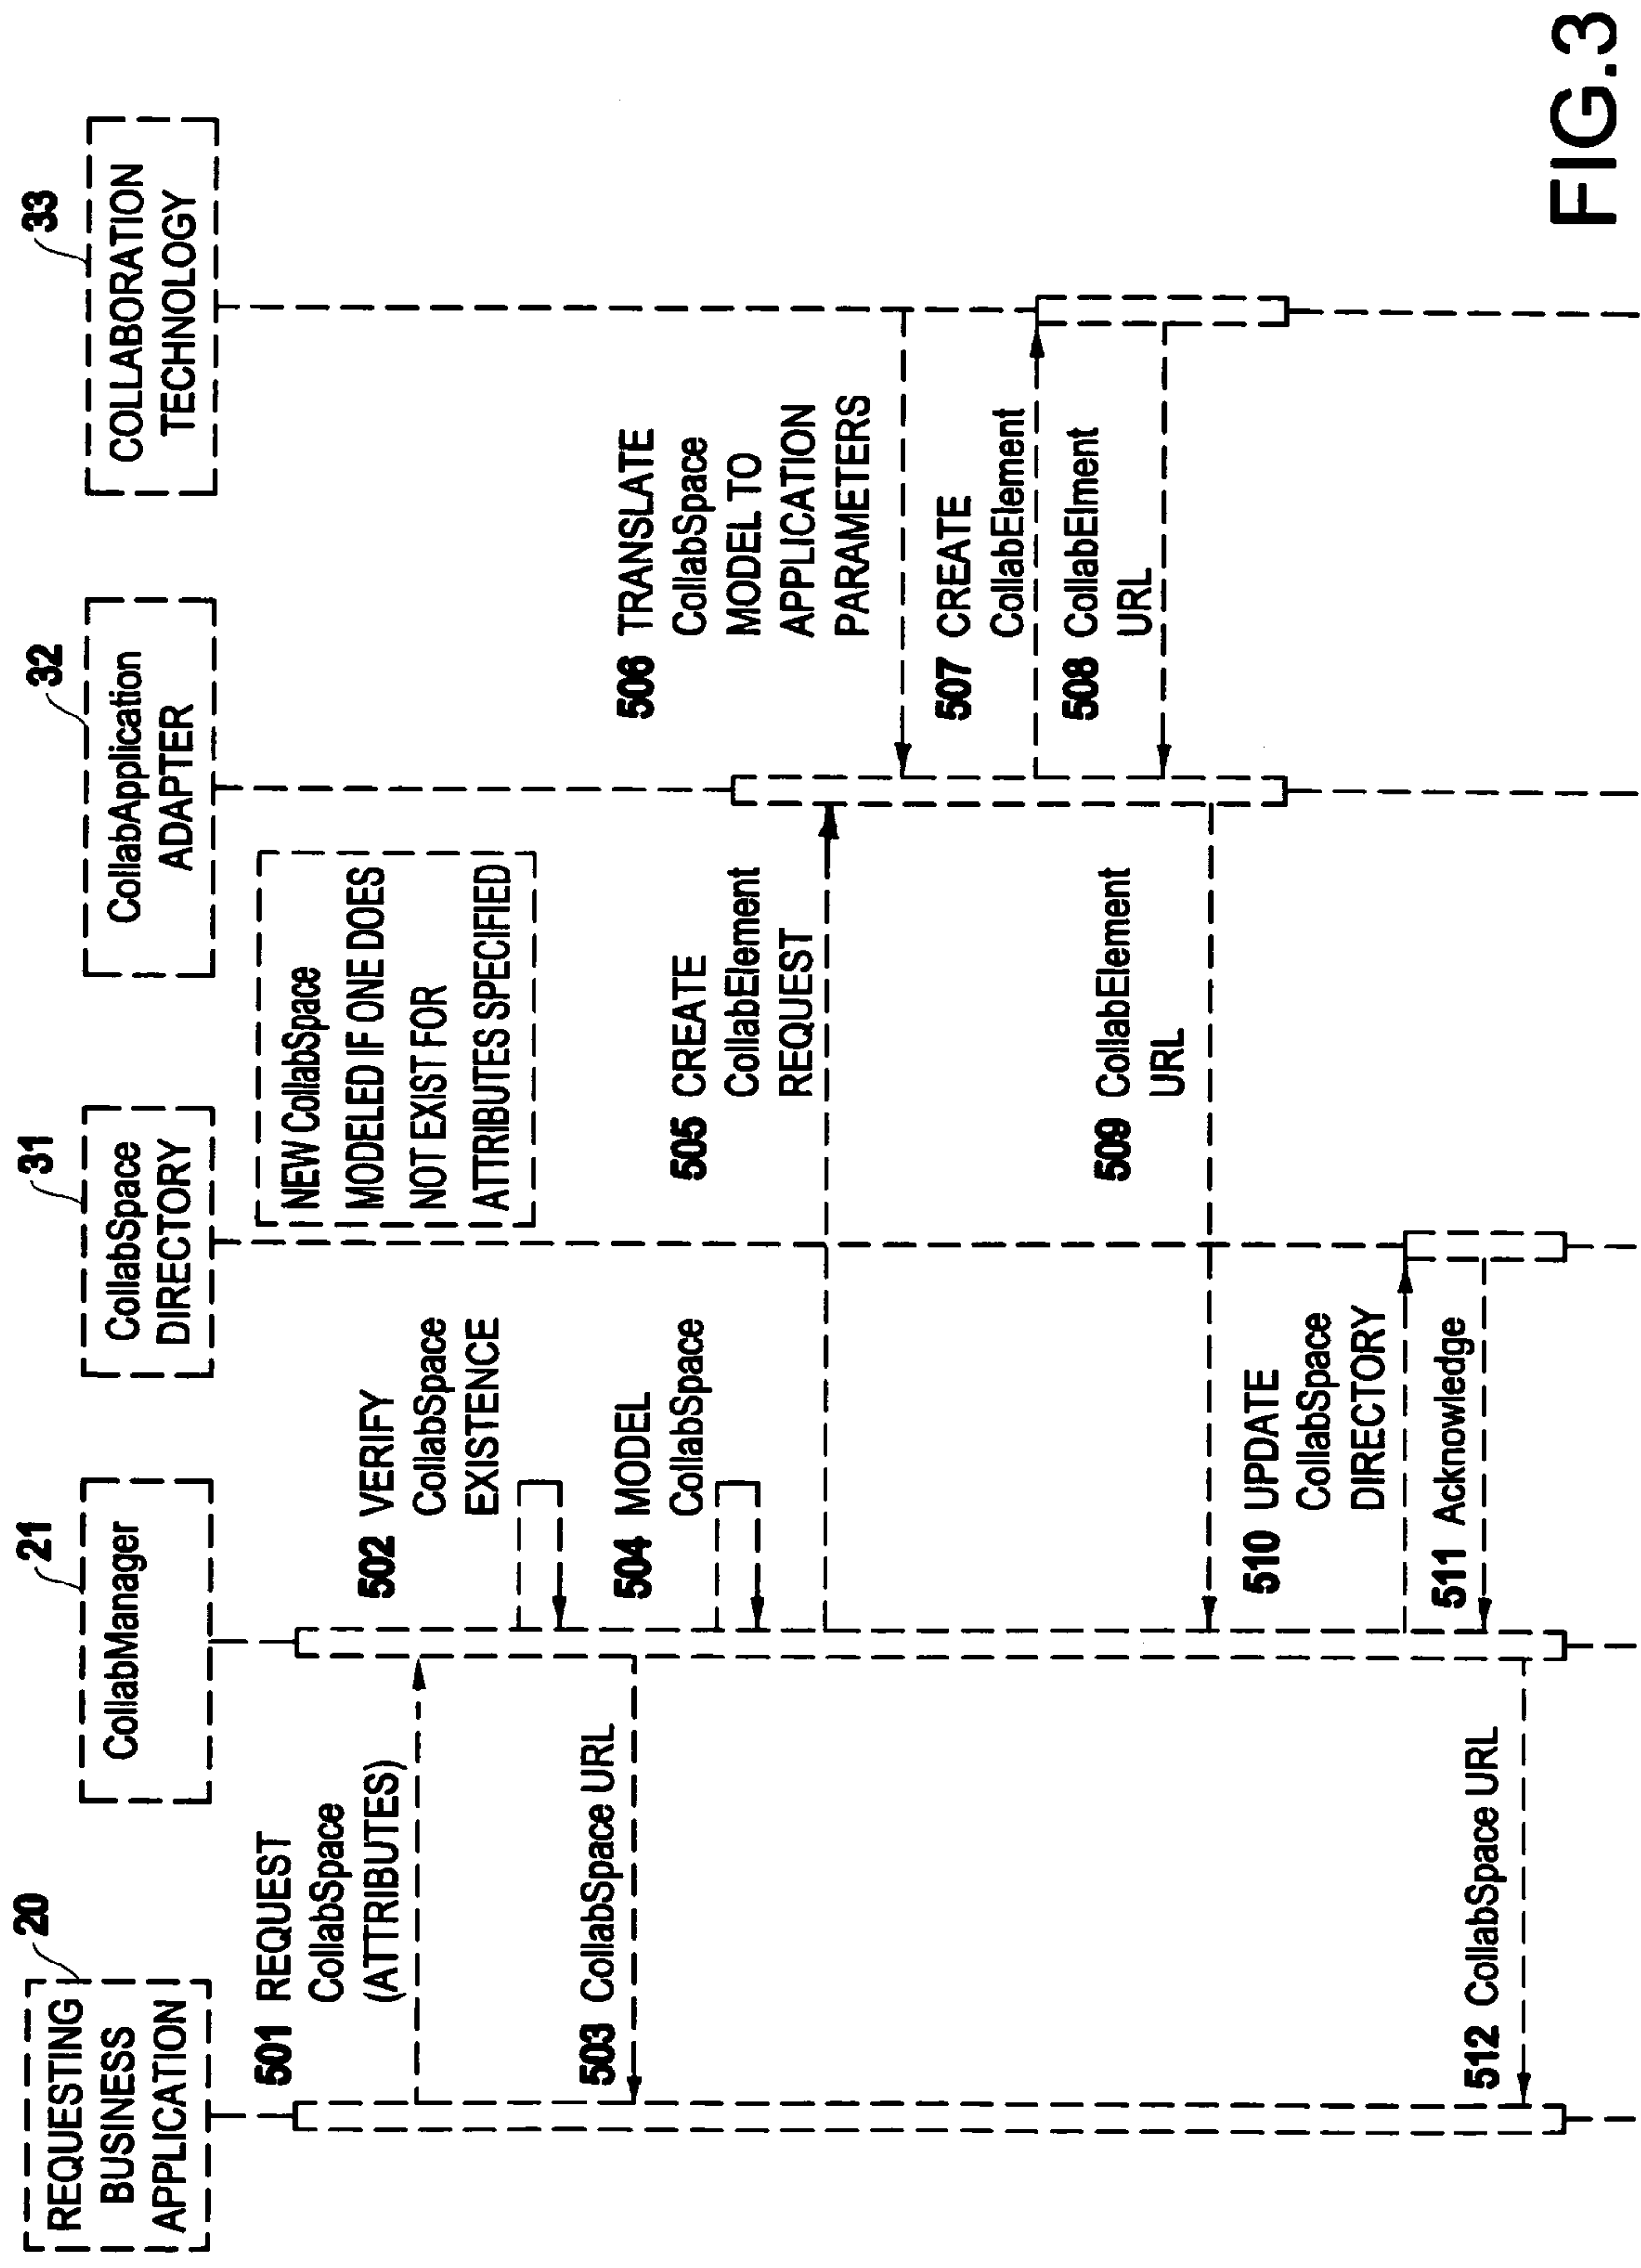 20
REQUESTING
BUSINESS
APPLICATION
21
CollabManager
31
CollabSpace
DIRECTORY
32
CollabApplication
ADAPTER
33
COLLABORATION
TECHNOLOGY
501 REQUEST
CollabSpace
(ATTRIBUTES)
502 VERIFY
CollabSpace
EXISTENCE
NEW CollabSpace
MODELED IF ONE DOES
NOT EXIST FOR
ATTRIBUTES SPECIFIED
503 CollabSpace URL
504 MODEL
CollabSpace
505 CREATE
CollabElement
REQUEST
506 TRANSLATE
CollabSpace
MODEL TO
APPLICATION
PARAMETERS
507 CREATE
CollabElement
508 CollabElment
URL
509 CollabElement
URL
510 UPDATE
CollabSpace
DIRECTORY
511 Acknowledge
512 CollabSpace URL
FIG.3